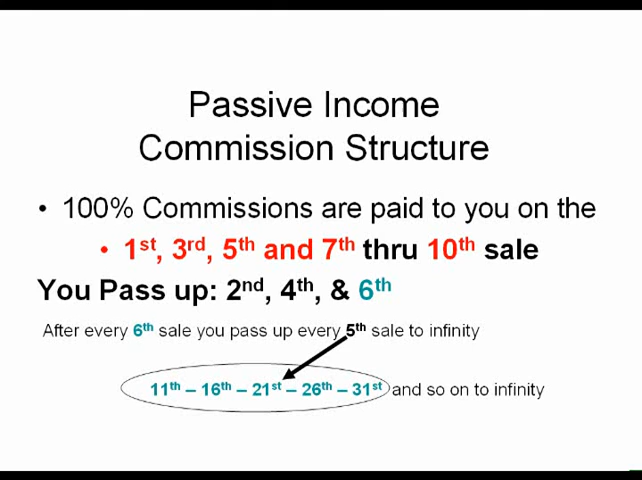 Passive Income
Commission Structure
• 100% Commissions are paid to you on the
• 1st, 3rd, 5th and 7th thru 10th sale
You Pass up: 2nd, 4th, & 6th
After every 6th sale you pass up every 5th sale to infinity
11th – 16th – 21st – 26th – 31st and so on to infinity